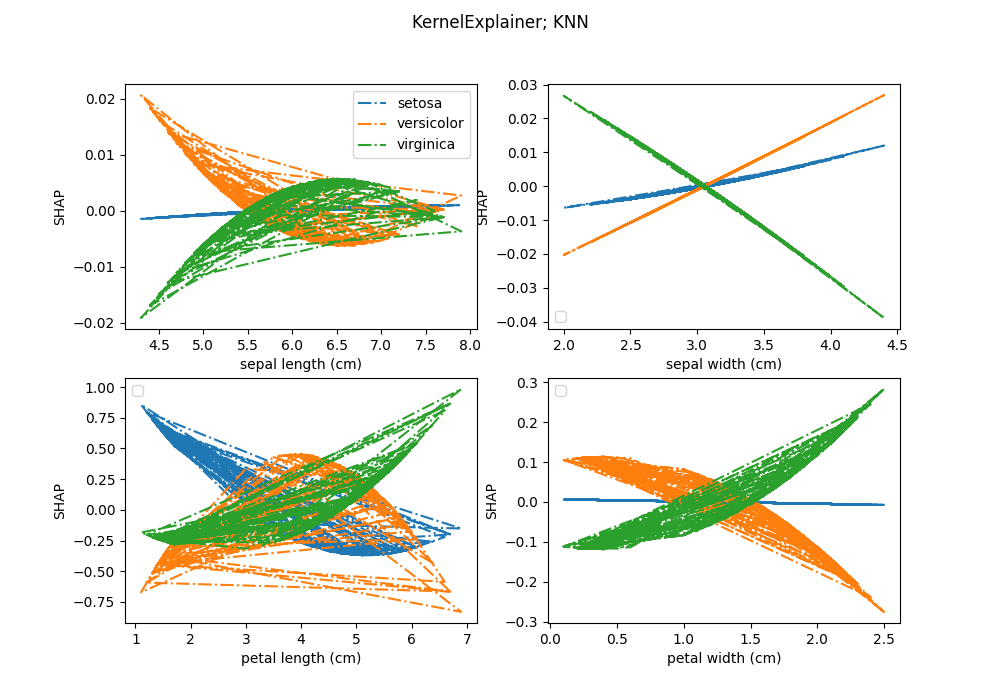 KernelExplainer; KNN
0.02
0.01
0.00
−0.01
−0.02
SHAP
setosa
versicolor
virginica
4.5 5.0 5.5 6.0 6.5 7.0 7.5 8.0
sepal length (cm)
0.03
0.02
0.01
0.00
−0.01
−0.02
−0.03
−0.04
SHAP
2.0 2.5 3.0 3.5 4.0 4.5
sepal width (cm)
1.00
0.75
0.50
0.25
0.00
−0.25
−0.50
−0.75
SHAP
1 2 3 4 5 6 7
petal length (cm)
0.3
0.2
0.1
0.0
−0.1
−0.2
−0.3
SHAP
0.0 0.5 1.0 1.5 2.0 2.5
petal width (cm)